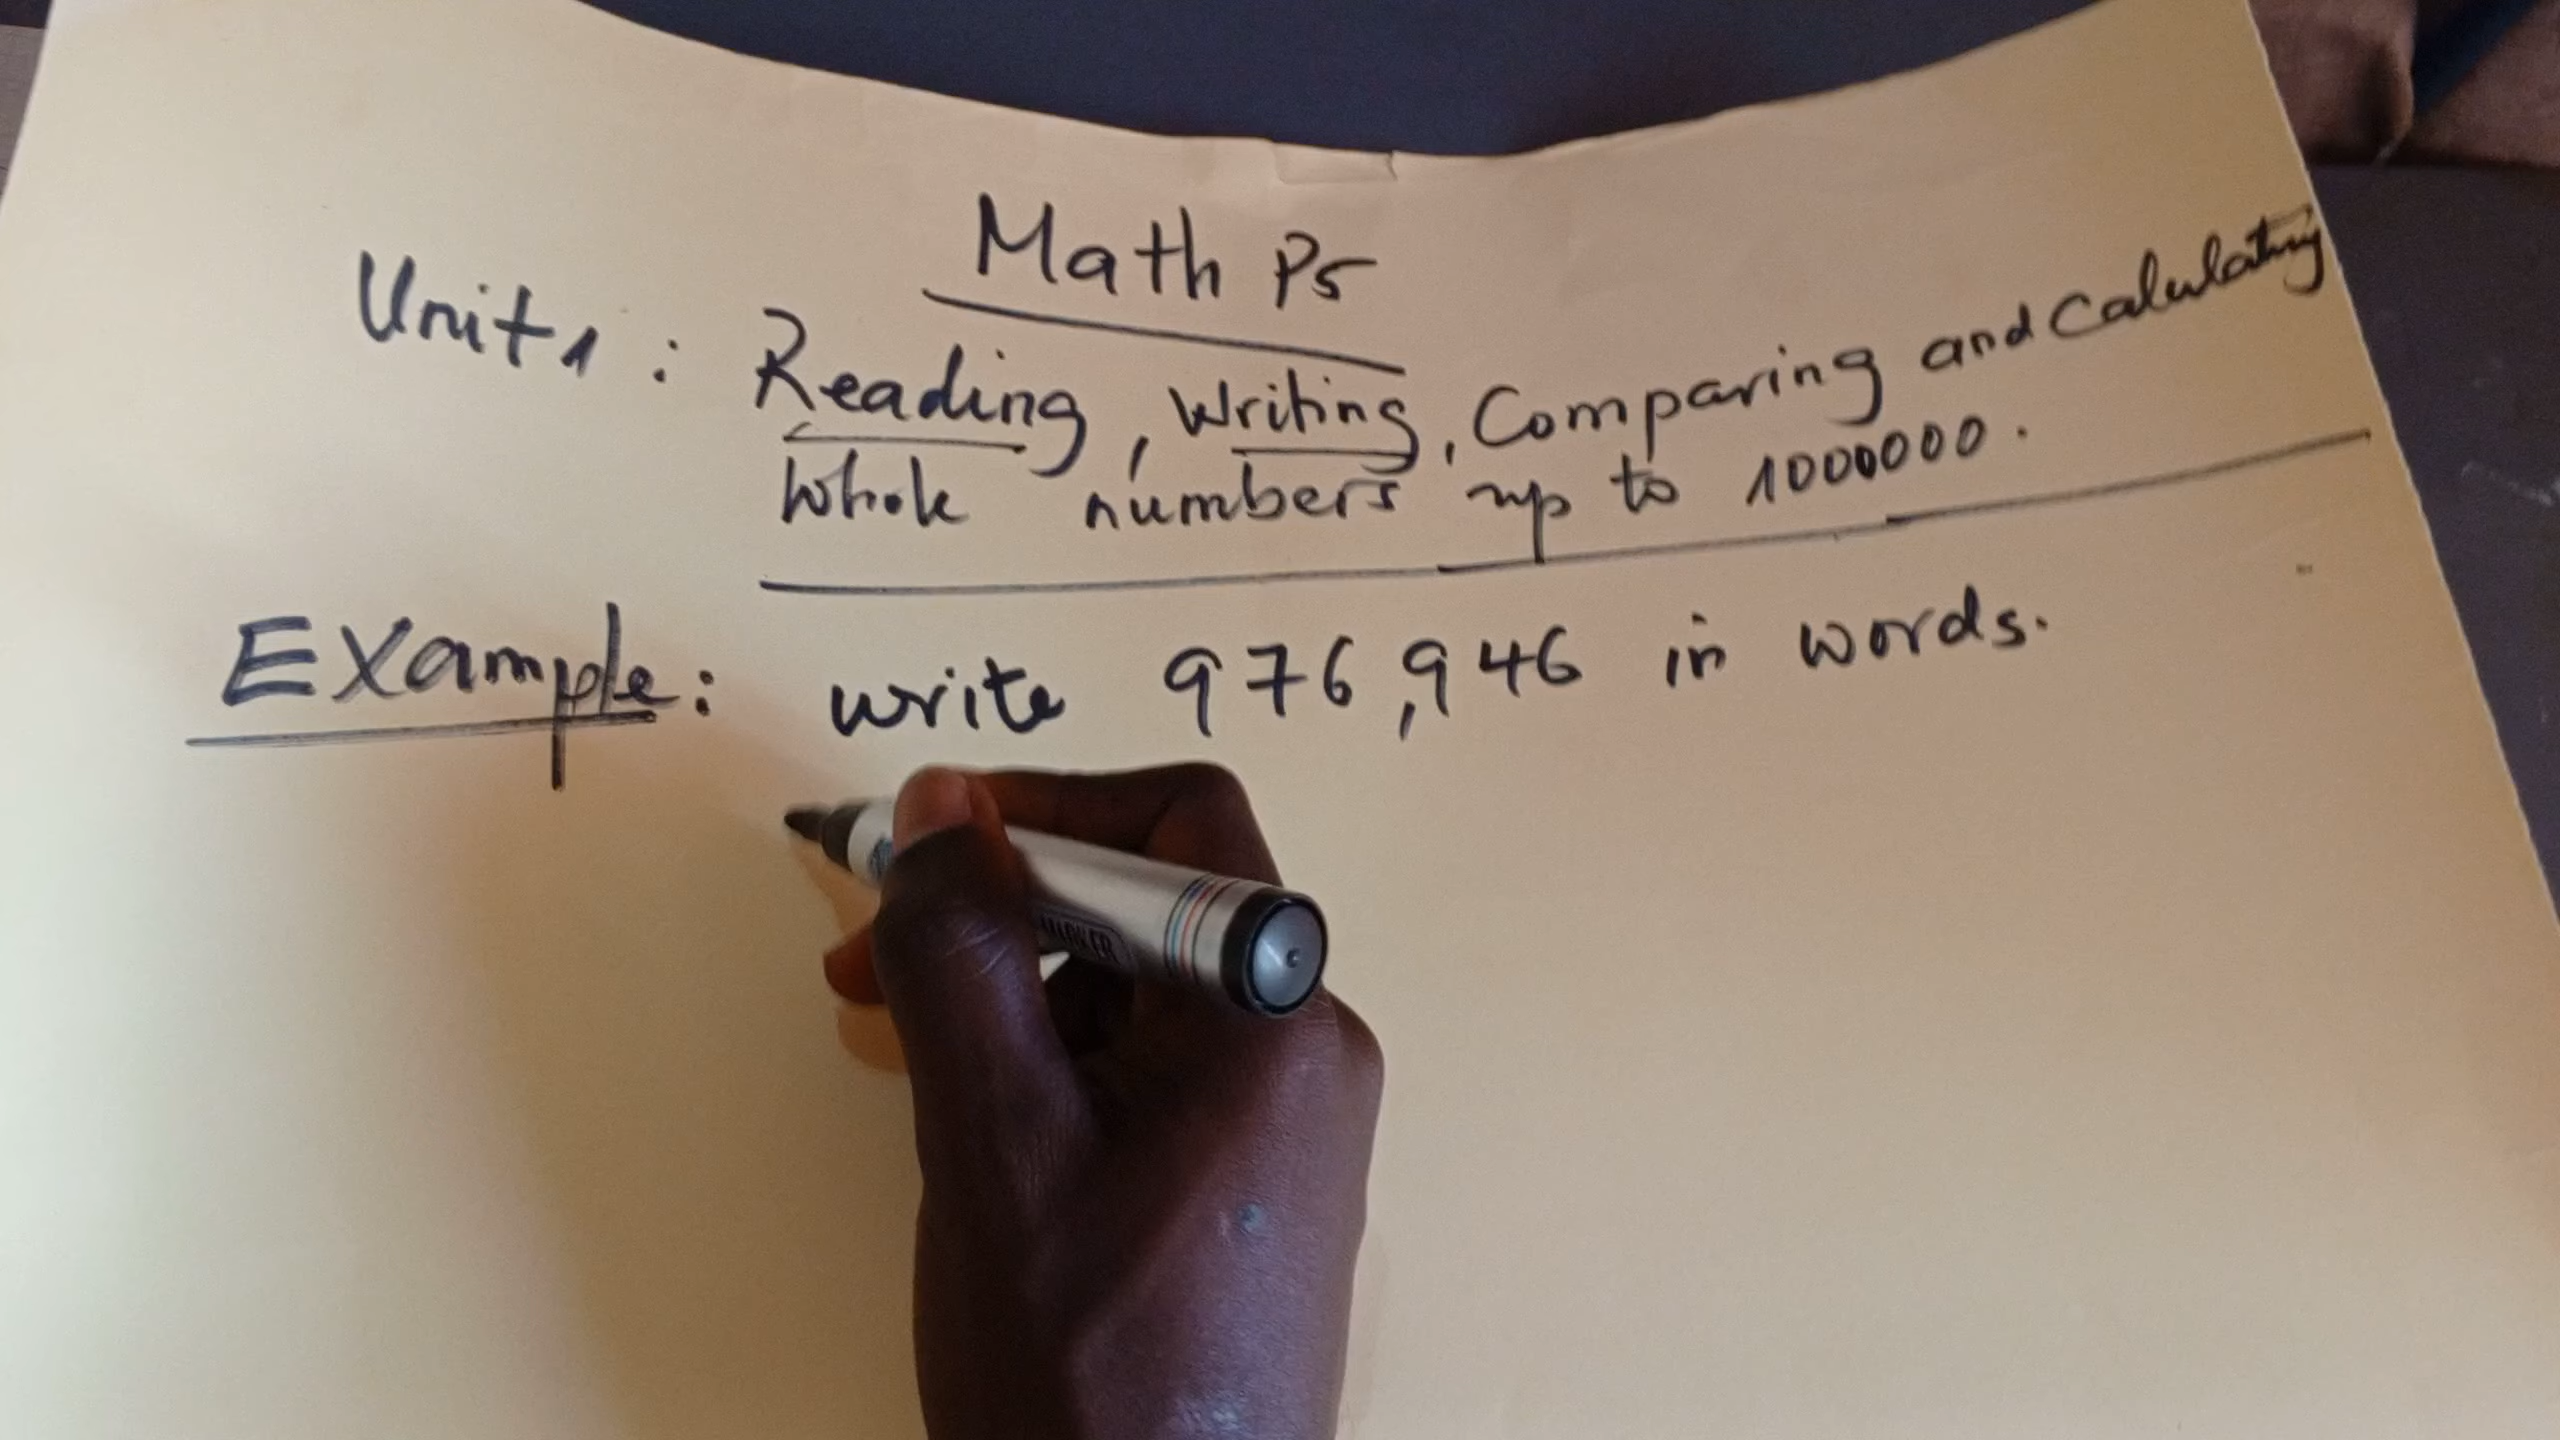 Math P5
Unit 1 : Reading, Writing, Comparing and Calculating
whole numbers up to 1000000.
Example: write 976,946 in words.
MARKER